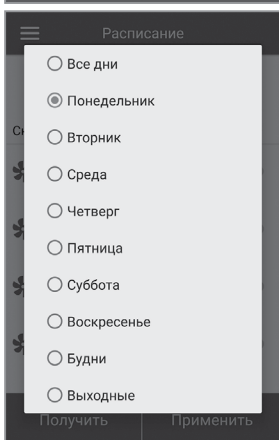 Расписание
Все дни
Понедельник
Вторник
Среда
Четверг
Пятница
Суббота
Воскресенье
Будни
Выходные
Получить Применить